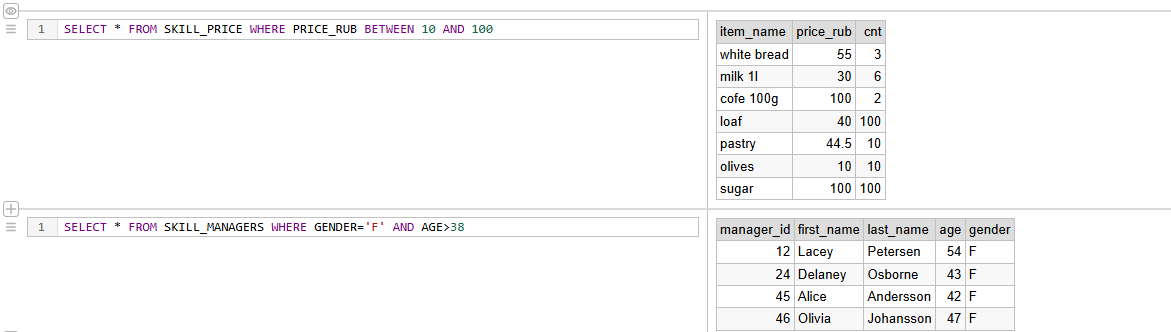 1 SELECT * FROM SKILL_PRICE WHERE PRICE_RUB BETWEEN 10 AND 100
item_name price_rub cnt
white bread 55 3
milk 1l 30 6
cofe 100g 100 2
loaf 40 100
pastry 44.5 10
olives 10 10
sugar 100 100
1 SELECT * FROM SKILL_MANAGERS WHERE GENDER='F' AND AGE>38
manager_id first_name last_name age gender
12 Lacey Petersen 54 F
24 Delaney Osborne 43 F
45 Alice Andersson 42 F
46 Olivia Johansson 47 F